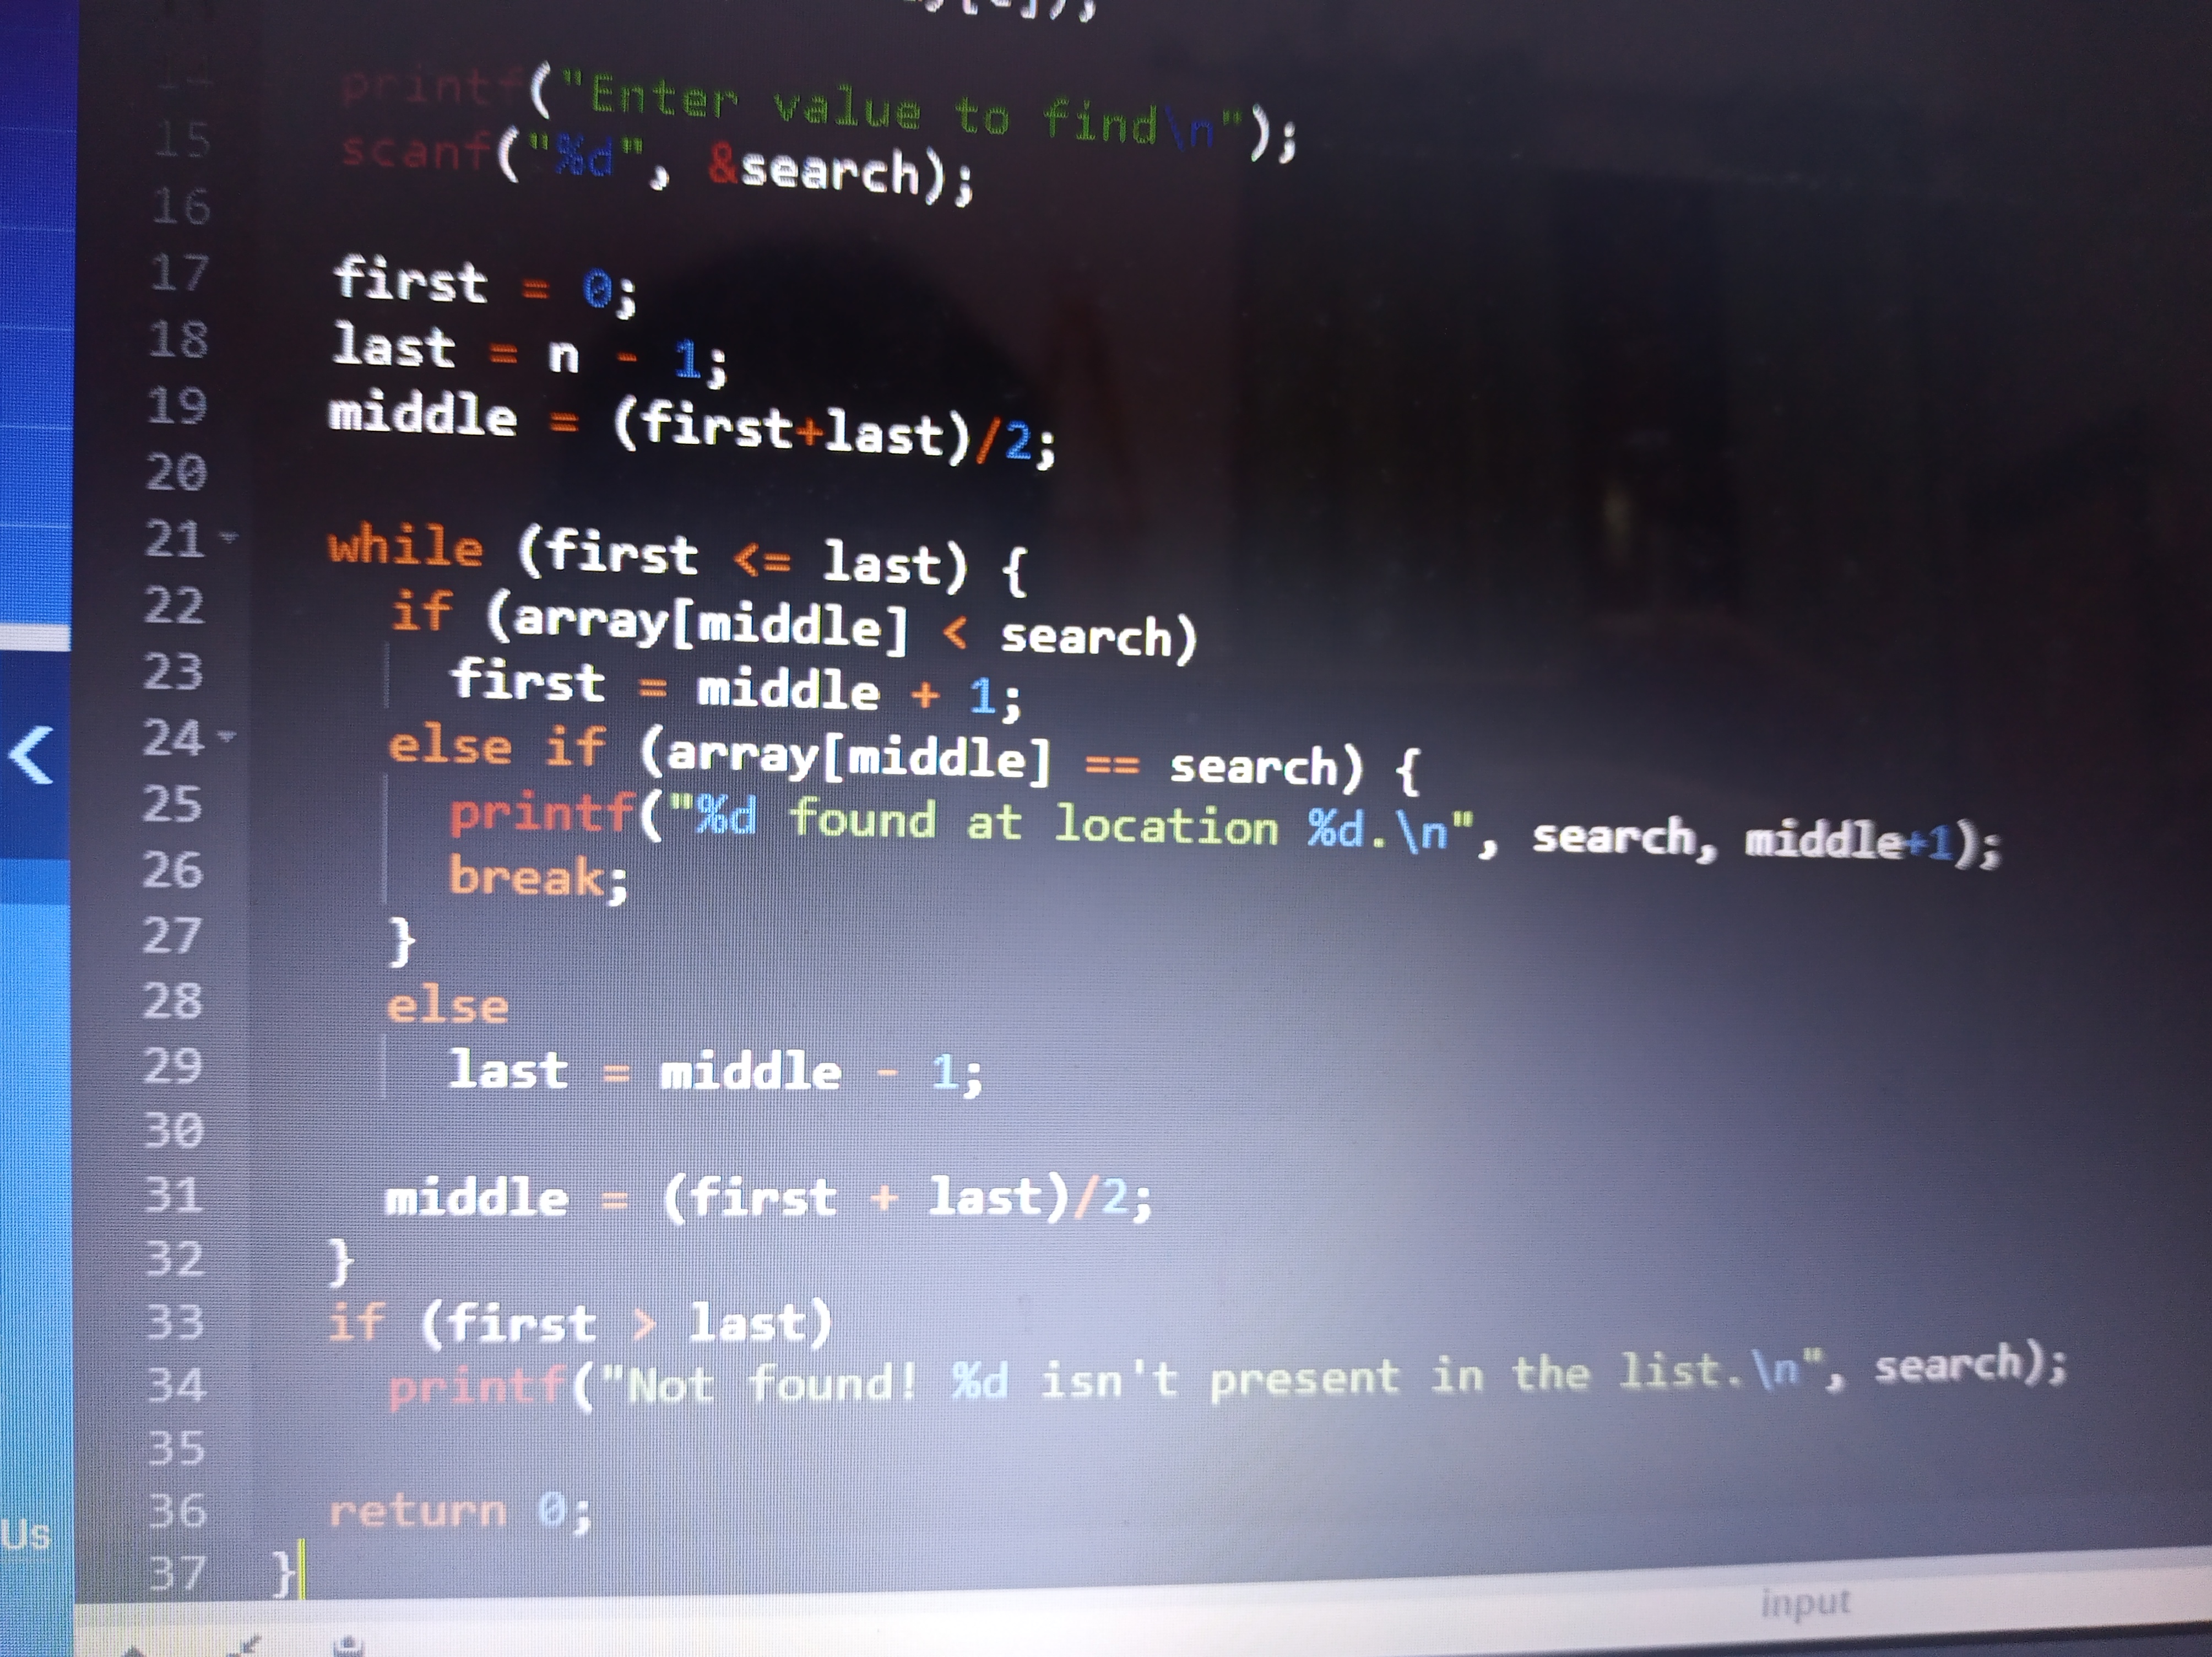 14 printf("Enter value to find\n");
15 scanf("%d", &search);
16
17 first = 0;
18 last = n - 1;
19 middle = (first+last)/2;
20
21 while (first <= last) {
22 if (array[middle] < search)
23 first = middle + 1;
24 else if (array[middle] == search) {
25 printf("%d found at location %d.\n", search, middle+1);
26 break;
27 }
28 else
29 last = middle - 1;
30
31 middle = (first + last)/2;
32 }
33 if (first > last)
34 printf("Not found! %d isn't present in the list.\n", search);
35
36 return 0;
37 }
Us
input